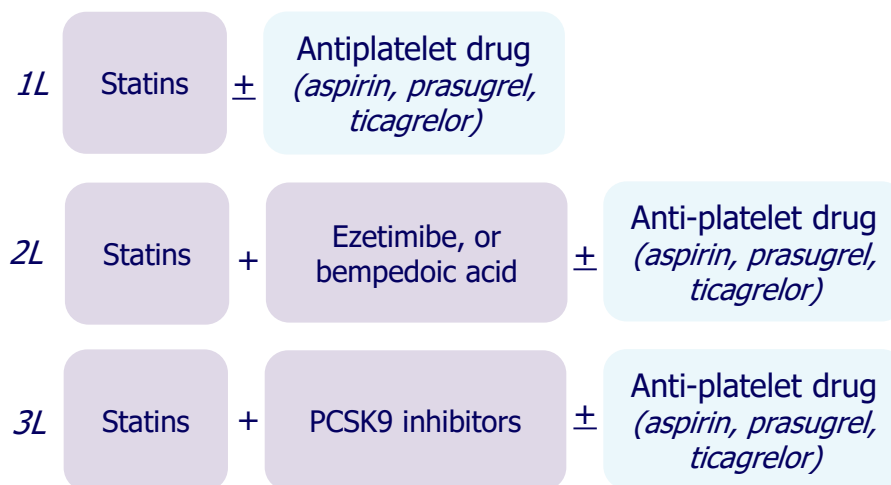 1L
Statins
±
Antiplatelet drug
(aspirin, prasugrel,
ticagrelor)
2L
Statins
+
Ezetimibe, or
bempedoic acid
±
Anti-platelet drug
(aspirin, prasugrel,
ticagrelor)
3L
Statins
+
PCSK9 inhibitors
±
Anti-platelet drug
(aspirin, prasugrel,
ticagrelor)